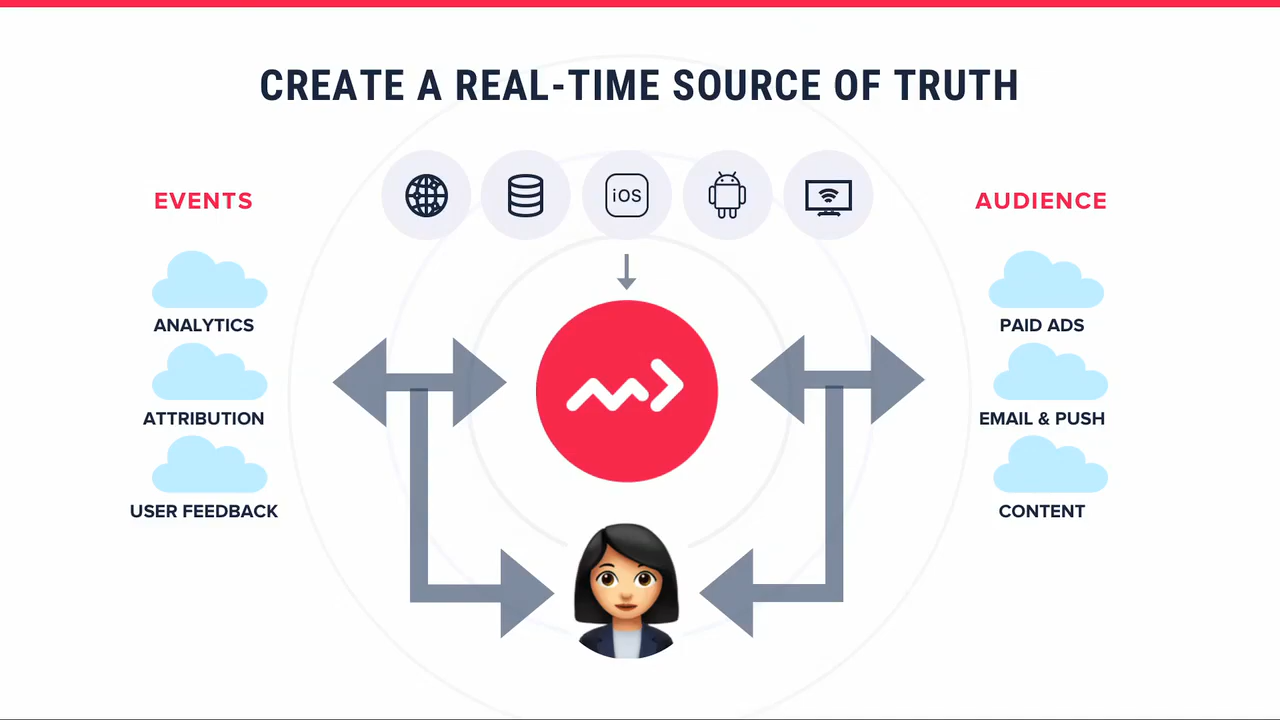 CREATE A REAL-TIME SOURCE OF TRUTH
EVENTS
ANALYTICS
ATTRIBUTION
USER FEEDBACK
iOS
AUDIENCE
PAID ADS
EMAIL & PUSH
CONTENT